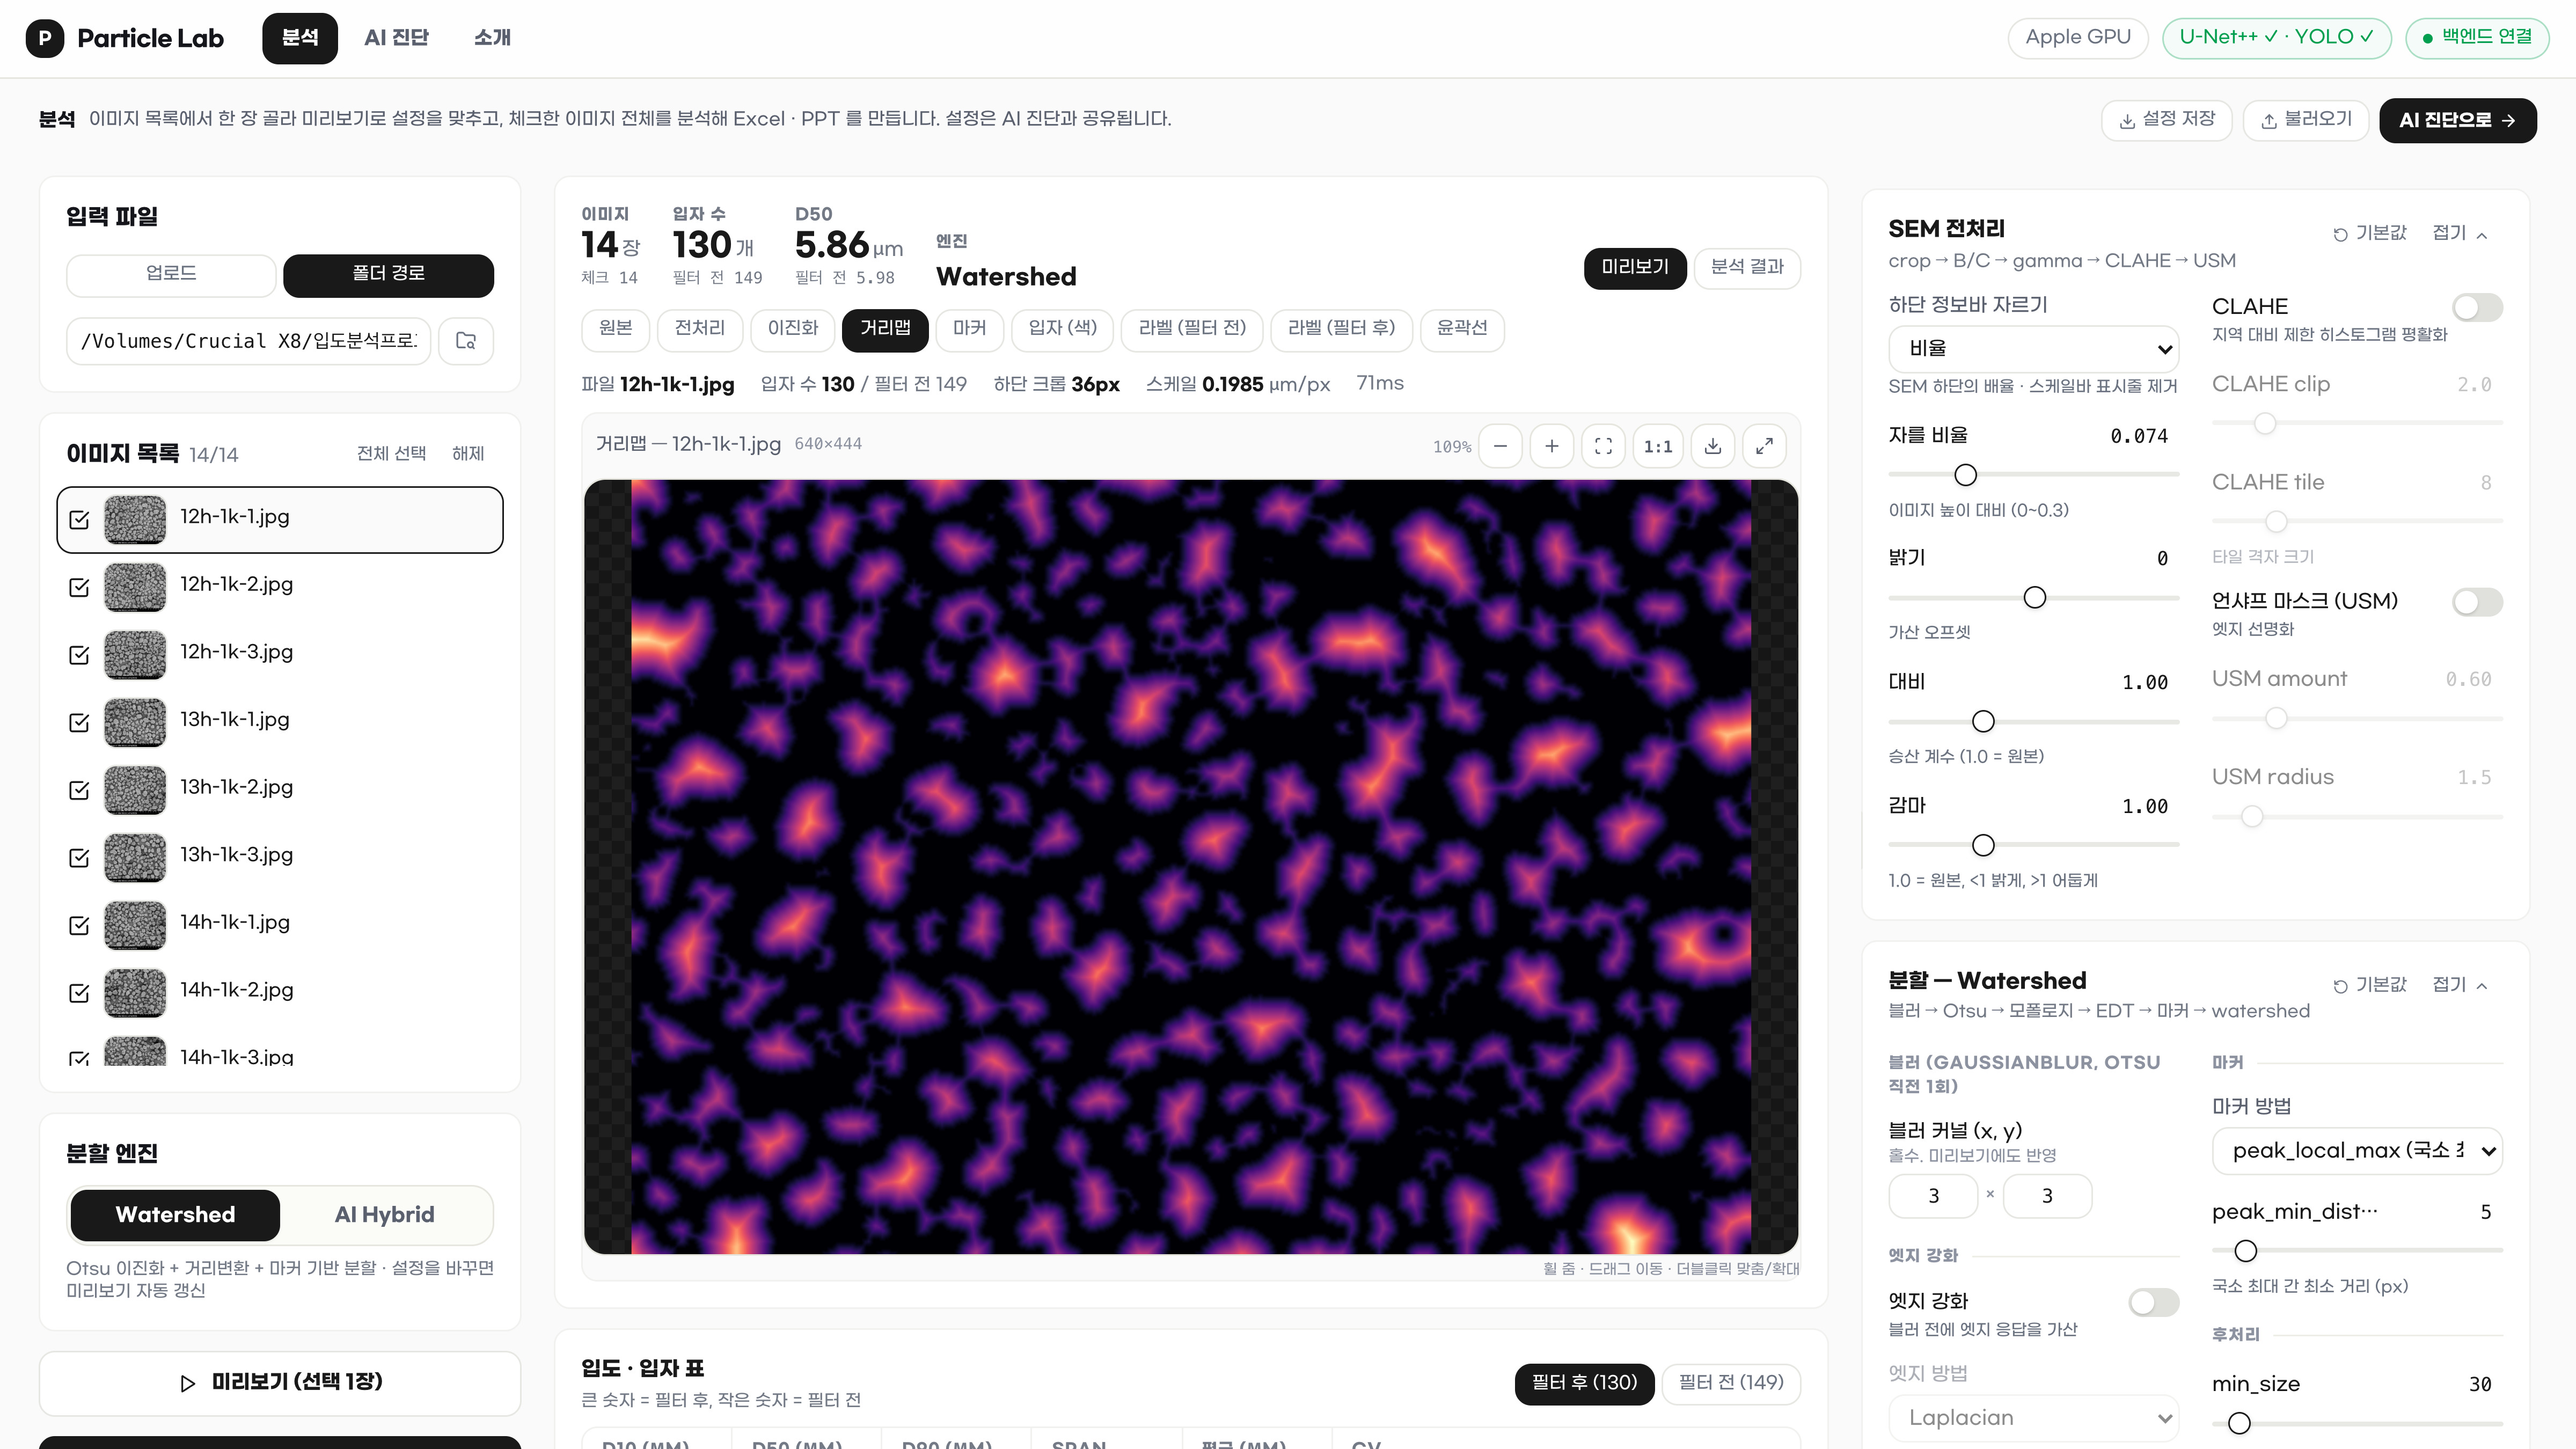 P Particle Lab 분석 AI 진단 소개 Apple GPU U-Net++ ✓ · YOLO ✓ ● 백엔드 연결
분석 이미지 목록에서 한 장 골라 미리보기로 설정을 맞추고, 체크한 이미지 전체를 분석해 Excel · PPT 를 만듭니다. 설정은 AI 진단과 공유됩니다. 설정 저장 불러오기 AI 진단으로 →
입력 파일
업로드 폴더 경로
/Volumes/Crucial X8/입도분석프로
이미지 목록 14/14 전체 선택 해제
12h-1k-1.jpg
12h-1k-2.jpg
12h-1k-3.jpg
13h-1k-1.jpg
13h-1k-2.jpg
13h-1k-3.jpg
14h-1k-1.jpg
14h-1k-2.jpg
14h-1k-3.jpg
분할 엔진
Watershed AI Hybrid
Otsu 이진화 + 거리변환 + 마커 기반 분할 · 설정을 바꾸면
미리보기 자동 갱신
미리보기 (선택 1장)
이미지 입자 수 D50 엔진
14 장 130 개 5.86 µm Watershed
체크 14 필터 전 149 필터 전 5.98
미리보기 분석 결과
원본 전처리 이진화 거리맵 마커 입자 (색) 라벨 (필터 전) 라벨 (필터 후) 윤곽선
파일 12h-1k-1.jpg 입자 수 130 / 필터 전 149 하단 크롭 36px 스케일 0.1985 µm/px 71ms
거리맵 — 12h-1k-1.jpg 640×444 109% − + 1:1
휠 줌 · 드래그 이동 · 더블클릭 맞춤/확대
입도 · 입자 표
큰 숫자 = 필터 후, 작은 숫자 = 필터 전
필터 후 (130) 필터 전 (149)
D10 (µM) D50 (µM) D90 (µM) SPAN 평균 (µM) CV
SEM 전처리 기본값 접기
crop → B/C → gamma → CLAHE → USM
하단 정보바 자르기
비율
SEM 하단의 배율 · 스케일바 표시줄 제거
자를 비율 0.074
이미지 높이 대비 (0~0.3)
밝기 0
가산 오프셋
대비 1.00
승산 계수 (1.0 = 원본)
감마 1.00
1.0 = 원본, <1 밝게, >1 어둡게
CLAHE
지역 대비 제한 히스토그램 평활화
CLAHE clip 2.0
CLAHE tile 8
타일 격자 크기
언샤프 마스크 (USM)
엣지 선명화
USM amount 0.60
USM radius 1.5
분할 — Watershed 기본값 접기
블러 → Otsu → 모폴로지 → EDT → 마커 → watershed
블러 (GAUSSIANBLUR, OTSU
직전 1회)
블러 커널 (x, y)
홀수. 미리보기에도 반영
3 × 3
엣지 강화
엣지 강화
블러 전에 엣지 응답을 가산
엣지 방법
Laplacian
마커
마커 방법
peak_local_max (국소
peak_min_dist··· 5
국소 최대 간 최소 거리 (px)
후처리
min_size 30